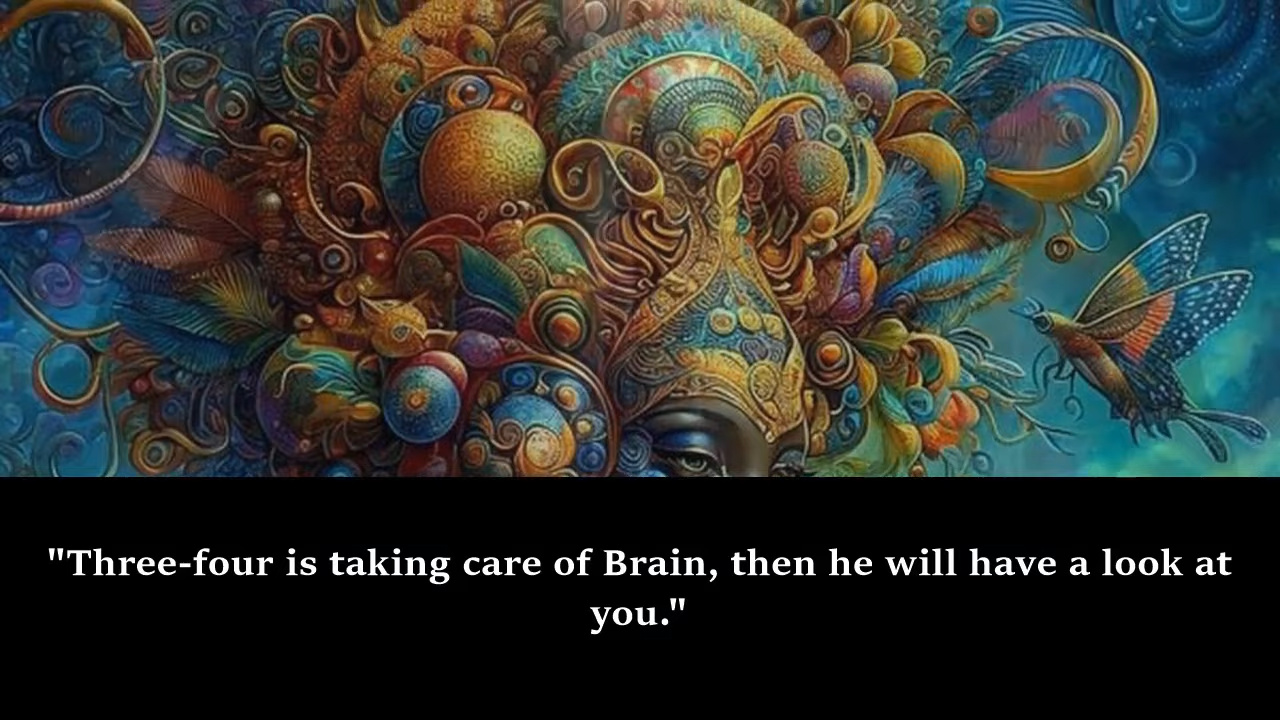 "Three-four is taking care of Brain, then he will have a look at
you."